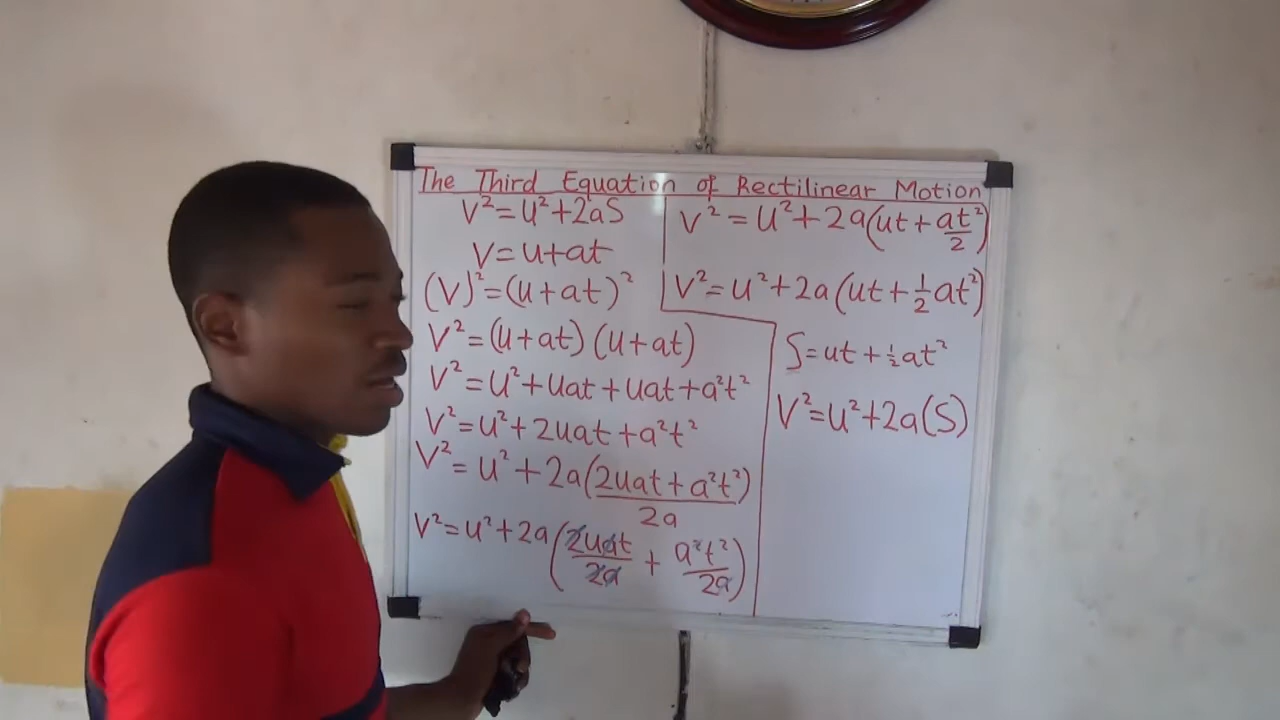 The Third Equation of Rectilinear Motion
V²=U²+2aS
V=u+at
(V)²=(u+at)²
V²=(u+at)(u+at)
V²=U²+uat+uat+a²t²
V²=U²+2uat+a²t²
V²=U²+2a(2uat+a²t²)/2a
V²=u²+2a(2uat/2a + a²t²/2a)
V²=U²+2a(ut+at²/2)
V²=u²+2a(ut+½at²)
S=ut+½at²
V²=u²+2a(S)